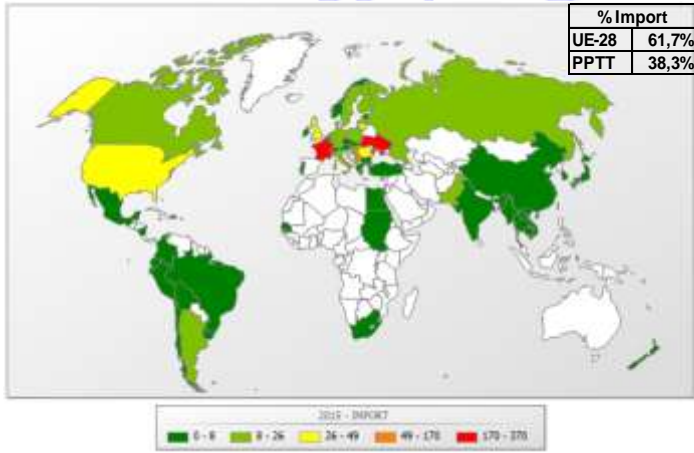 % Import
UE-28 61,7%
PPTT 38,3%
2015 - IMPORT
0 - 8 8 - 26 26 - 49 49 - 170 170 - 370